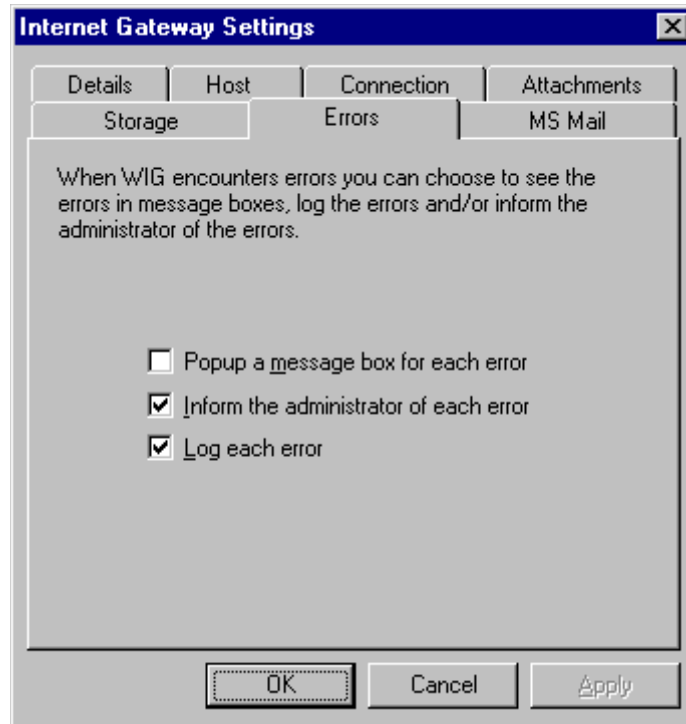 Internet Gateway Settings
Details Host Connection Attachments
Storage Errors MS Mail
When WIG encounters errors you can choose to see the
errors in message boxes, log the errors and/or inform the
administrator of the errors.
Popup a message box for each error
Inform the administrator of each error
Log each error
OK Cancel Apply